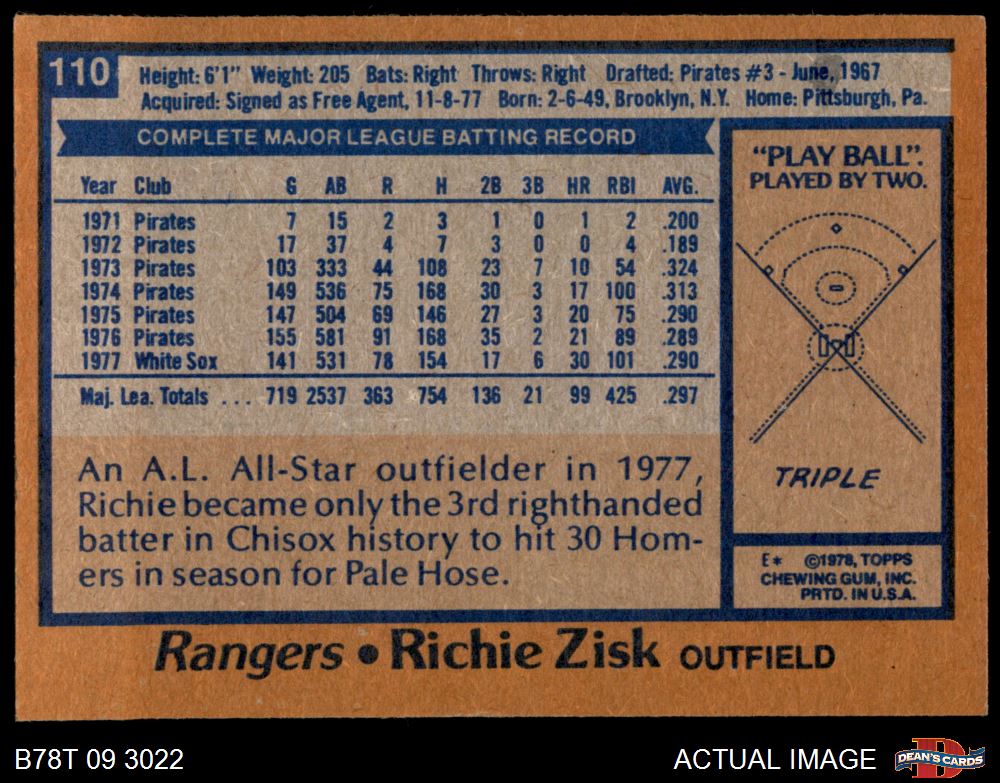 110
Height: 6'1" Weight: 205 Bats: Right Throws: Right Drafted: Pirates #3 - June, 1967
Acquired: Signed as Free Agent, 11-8-77 Born: 2-6-49, Brooklyn, N.Y. Home: Pittsburgh, Pa.
COMPLETE MAJOR LEAGUE BATTING RECORD
Year Club G AB R H 2B 3B HR RBI AVG.
1971 Pirates 7 15 2 3 1 0 1 2 .200
1972 Pirates 17 37 4 7 3 0 0 4 .189
1973 Pirates 103 333 44 108 23 7 10 54 .324
1974 Pirates 149 536 75 168 30 3 17 100 .313
1975 Pirates 147 504 69 146 27 3 20 75 .290
1976 Pirates 155 581 91 168 35 2 21 89 .289
1977 White Sox 141 531 78 154 17 6 30 101 .290
Maj. Lea. Totals ... 719 2537 363 754 136 21 99 425 .297
An A.L. All-Star outfielder in 1977,
Richie became only the 3rd righthanded
batter in Chisox history to hit 30 Hom-
ers in season for Pale Hose.
"PLAY BALL".
PLAYED BY TWO.
TRIPLE
E* ©1978, TOPPS
CHEWING GUM, INC.
PRTD. IN U.S.A.
Rangers • Richie Zisk OUTFIELD
B78T 09 3022
ACTUAL IMAGE
D
DEAN'S CARDS